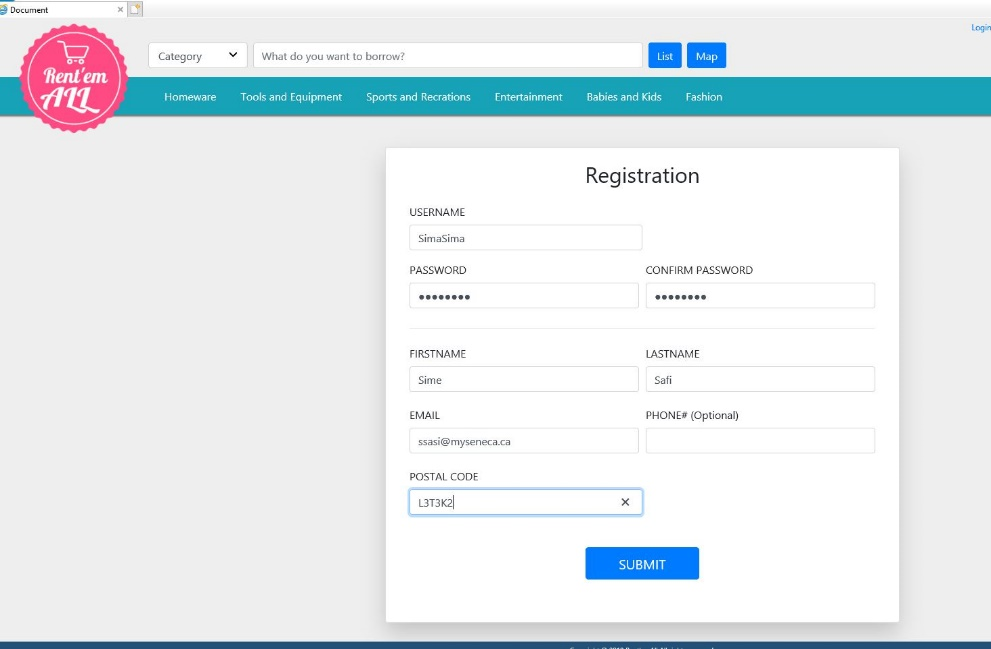 Document
Login
Category
What do you want to borrow?
List
Map
Rent'em
ALL
Homeware
Tools and Equipment
Sports and Recrations
Entertainment
Babies and Kids
Fashion
Registration
USERNAME
SimaSima
PASSWORD
CONFIRM PASSWORD
●●●●●●●●
●●●●●●●●
FIRSTNAME
LASTNAME
Sime
Safi
EMAIL
PHONE# (Optional)
ssasi@myseneca.ca
POSTAL CODE
L3T3K2
SUBMIT